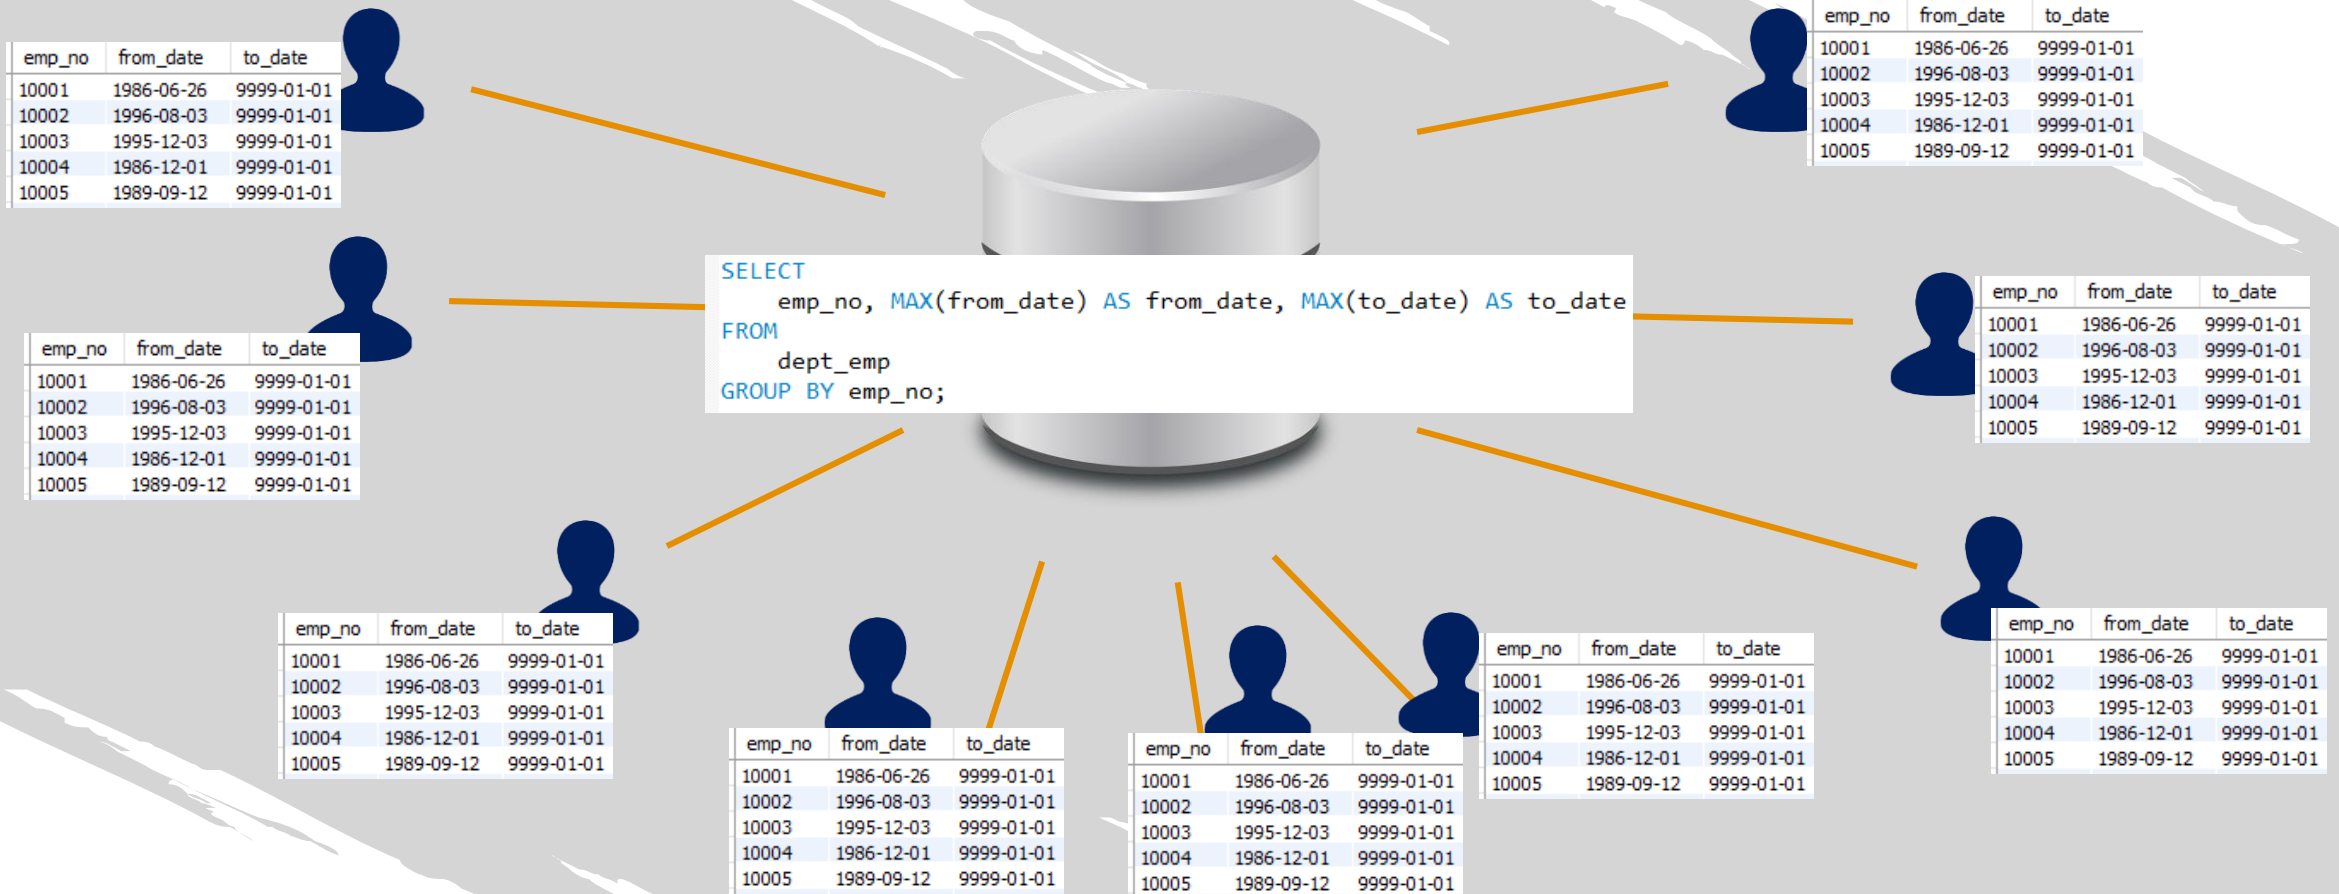 emp_no from_date to_date
10001 1986-06-26 9999-01-01
10002 1996-08-03 9999-01-01
10003 1995-12-03 9999-01-01
10004 1986-12-01 9999-01-01
10005 1989-09-12 9999-01-01
emp_no from_date to_date
10001 1986-06-26 9999-01-01
10002 1996-08-03 9999-01-01
10003 1995-12-03 9999-01-01
10004 1986-12-01 9999-01-01
10005 1989-09-12 9999-01-01
SELECT
emp_no, MAX(from_date) AS from_date, MAX(to_date) AS to_date
FROM
dept_emp
GROUP BY emp_no;
emp_no from_date to_date
10001 1986-06-26 9999-01-01
10002 1996-08-03 9999-01-01
10003 1995-12-03 9999-01-01
10004 1986-12-01 9999-01-01
10005 1989-09-12 9999-01-01
emp_no from_date to_date
10001 1986-06-26 9999-01-01
10002 1996-08-03 9999-01-01
10003 1995-12-03 9999-01-01
10004 1986-12-01 9999-01-01
10005 1989-09-12 9999-01-01
emp_no from_date to_date
10001 1986-06-26 9999-01-01
10002 1996-08-03 9999-01-01
10003 1995-12-03 9999-01-01
10004 1986-12-01 9999-01-01
10005 1989-09-12 9999-01-01
emp_no from_date to_date
10001 1986-06-26 9999-01-01
10002 1996-08-03 9999-01-01
10003 1995-12-03 9999-01-01
10004 1986-12-01 9999-01-01
10005 1989-09-12 9999-01-01
emp_no from_date to_date
10001 1986-06-26 9999-01-01
10002 1996-08-03 9999-01-01
10003 1995-12-03 9999-01-01
10004 1986-12-01 9999-01-01
10005 1989-09-12 9999-01-01
emp_no from_date to_date
10001 1986-06-26 9999-01-01
10002 1996-08-03 9999-01-01
10003 1995-12-03 9999-01-01
10004 1986-12-01 9999-01-01
10005 1989-09-12 9999-01-01
emp_no from_date to_date
10001 1986-06-26 9999-01-01
10002 1996-08-03 9999-01-01
10003 1995-12-03 9999-01-01
10004 1986-12-01 9999-01-01
10005 1989-09-12 9999-01-01